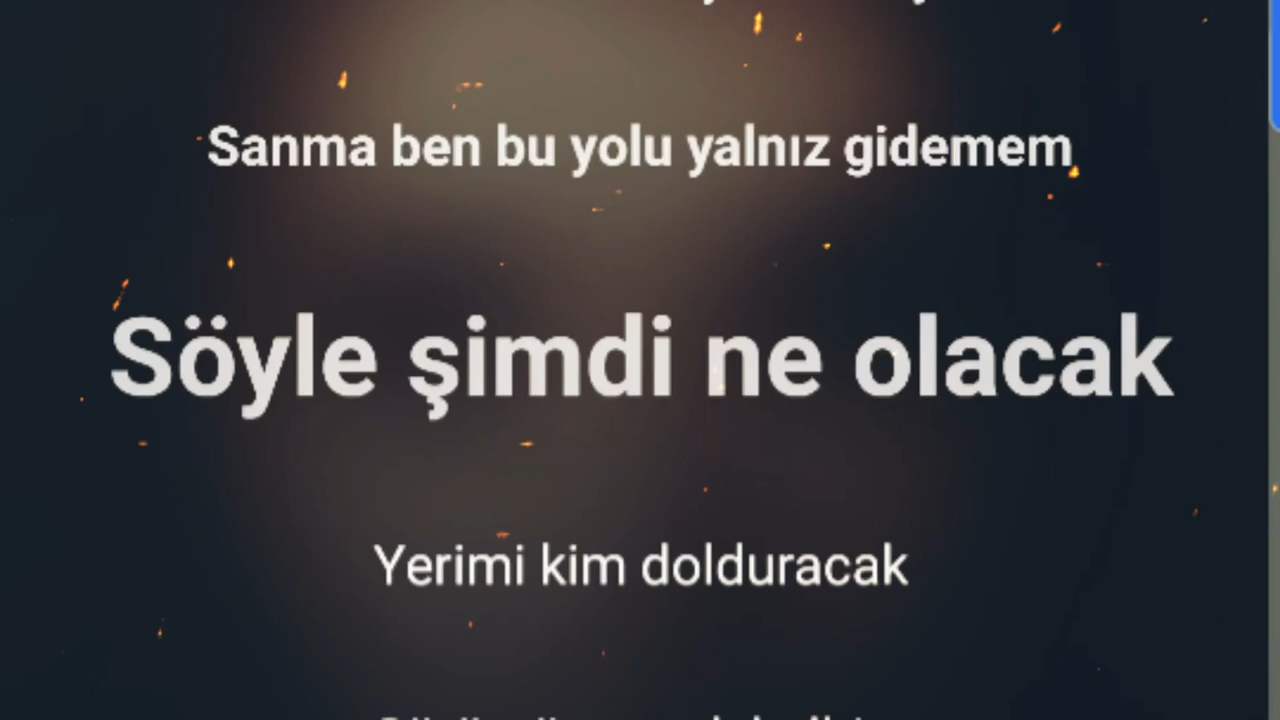 Sanma ben bu yolu yalnız gidemem
Söyle şimdi ne olacak
Yerimi kim dolduracak